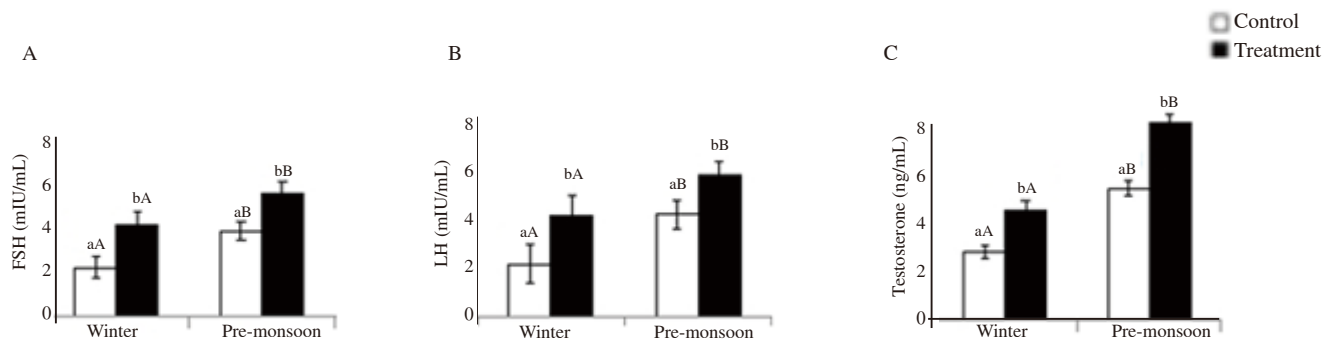 Control
Treatment
A
B
C
FSH (mIU/mL)
8
6
4
2
0
aA
bA
aB
bB
Winter
Pre-monsoon
LH (mIU/mL)
8
6
4
2
0
aA
bA
aB
bB
Winter
Pre-monsoon
Testosterone (ng/mL)
8
6
4
2
0
aA
bA
aB
bB
Winter
Pre-monsoon